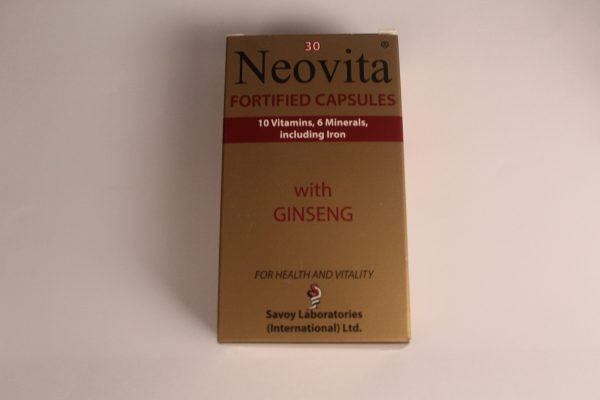 30
Neovita®
FORTIFIED CAPSULES
10 Vitamins, 6 Minerals,
including Iron
with
GINSENG
FOR HEALTH AND VITALITY
Savoy Laboratories
(International) Ltd.